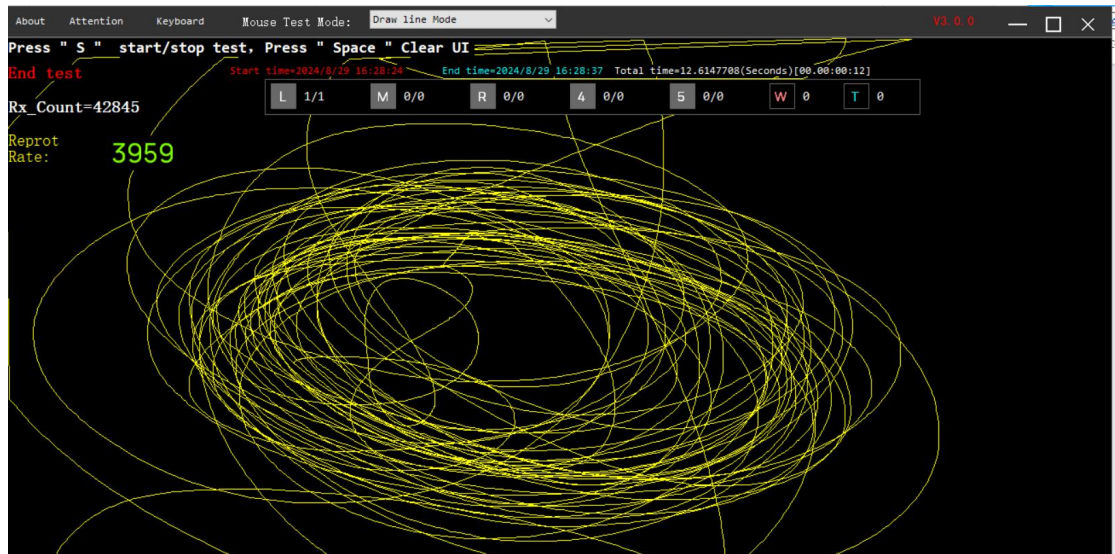 About Attention Keyboard Mouse Test Mode: Draw line Mode V3.0.0
Press " S " start/stop test, Press " Space " Clear UI
End test Start time=2024/8/29 16:28:24 End time=2024/8/29 16:28:37 Total time=12.6147708(Seconds)[00.00:00:12]
L 1/1 M 0/0 R 0/0 4 0/0 5 0/0 W 0 T 0
Rx_Count=42845
Reprot
Rate: 3959